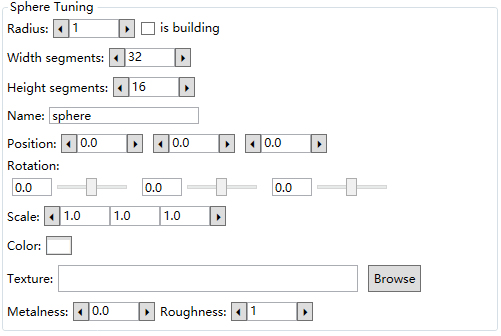 Sphere Tuning
Radius: 1 is building
Width segments: 32
Height segments: 16
Name: sphere
Position: 0.0 0.0 0.0
Rotation:
0.0 0.0 0.0
Scale: 1.0 1.0 1.0
Color:
Texture: Browse
Metalness: 0.0 Roughness: 1